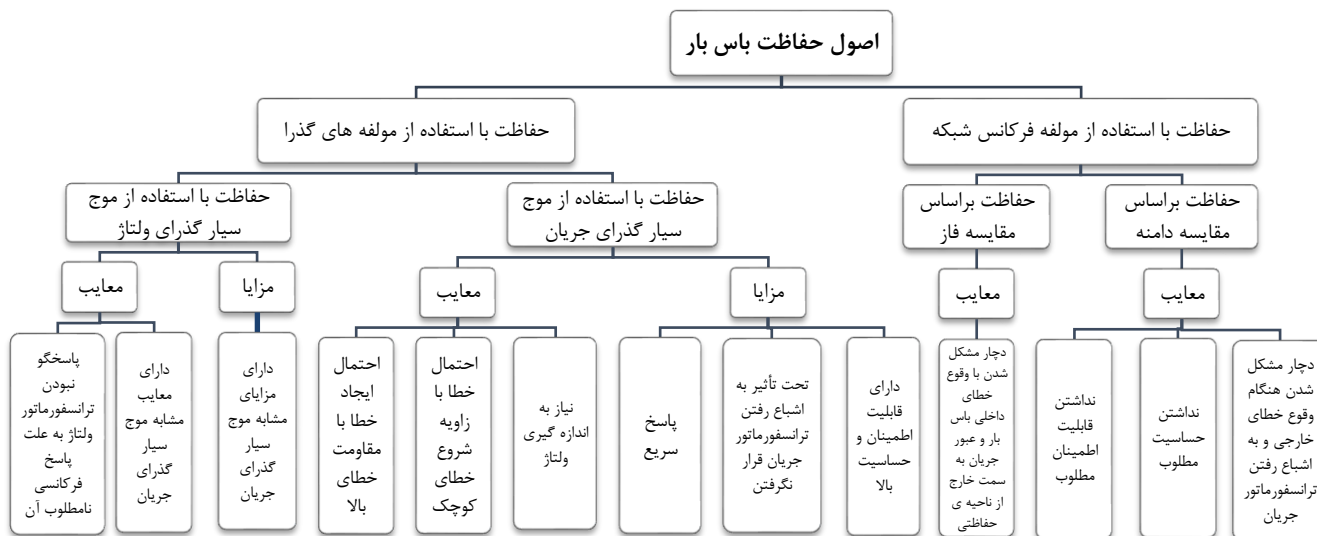 اصول حفاظت باس بار
حفاظت با استفاده از مولفه فرکانس شبکه
حفاظت با استفاده از مولفه های گذرا
حفاظت براساس
مقایسه دامنه
حفاظت براساس
مقایسه فاز
حفاظت با استفاده از موج
سیار گذرای جریان
حفاظت با استفاده از موج
سیار گذرای ولتاژ
معایب
معایب
مزایا
معایب
مزایا
معایب
دچار مشکل
شدن هنگام
وقوع خطای
خارجی و به
اشباع رفتن
ترانسفورماتور
جریان
نداشتن
حساسیت
مطلوب
نداشتن
قابلیت
اطمینان
مطلوب
دچار مشکل
شدن با وقوع
خطای
داخلی باس
بار و عبور
جریان به
سمت خارج
از ناحیه ی
حفاظتی
دارای
قابلیت
اطمینان و
حساسیت
بالا
تحت تأثیر به
اشباع رفتن
ترانسفورماتور
جریان قرار
نگرفتن
پاسخ
سریع
نیاز به
اندازه گیری
ولتاژ
احتمال
خطا با
زاویه
شروع
خطای
کوچک
احتمال
ایجاد
خطا با
مقاومت
خطای
بالا
دارای
مزایای
مشابه موج
سیار
گذرای
جریان
دارای
معایب
مشابه موج
سیار
گذرای
جریان
پاسخگو
نبودن
ترانسفورماتور
ولتاژ به علت
پاسخ
فرکانسی
نامطلوب آن